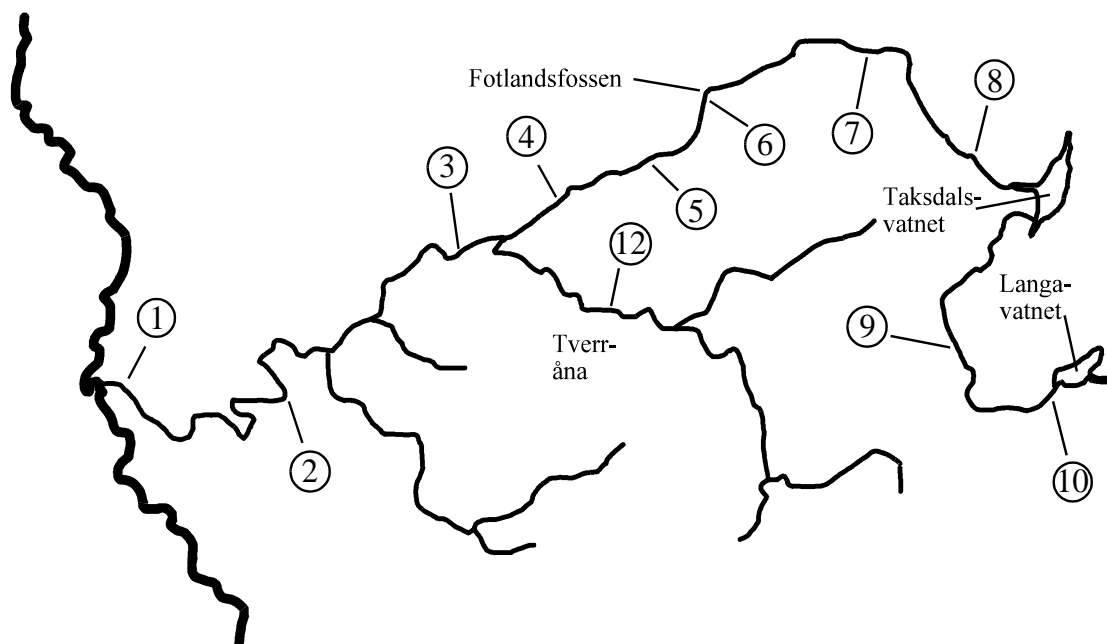 Fotlandsfossen
8
4
6
7
3
Taksdals-
vatnet
5
12
Langa-
vatnet
1
9
Tverr-
åna
2
10